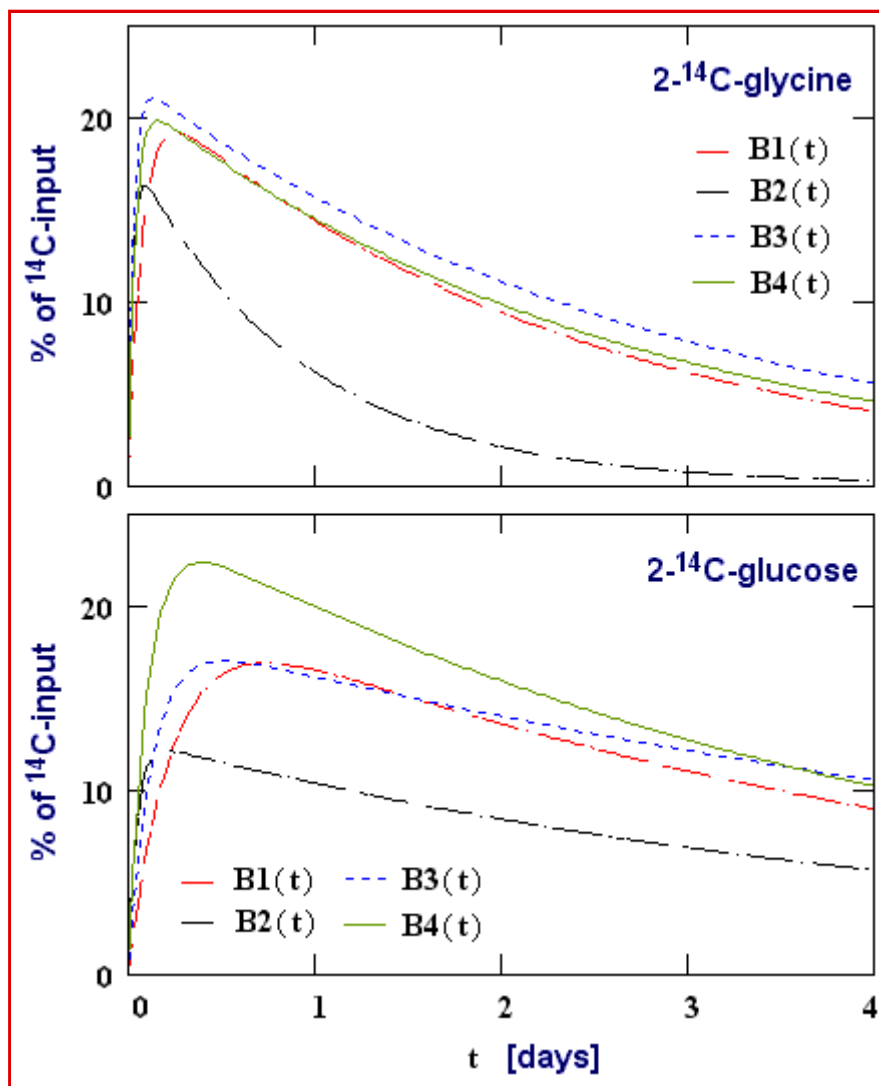 2-¹⁴C-glycine
B1(t)
B2(t)
B3(t)
B4(t)
20
10
0
% of ¹⁴C-input
2-¹⁴C-glucose
20
10
0
% of ¹⁴C-input
B1(t) B3(t)
B2(t) B4(t)
0 1 2 3 4
t [days]